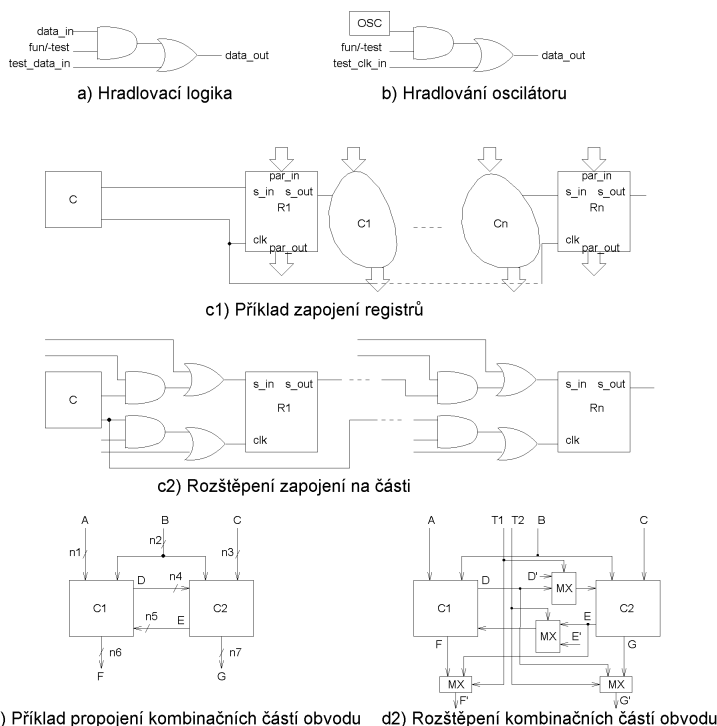 data_in
fun/-test
test_data_in
data_out
a) Hradlovací logika
OSC
fun/-test
test_clk_in
data_out
b) Hradlování oscilátoru
C
par_in
s_in s_out
R1
clk
par_out
C1
Cn
par_in
s_in s_out
Rn
clk
par_out
c1) Příklad zapojení registrů
C
s_in s_out
R1
clk
s_in s_out
Rn
clk
c2) Rozštěpení zapojení na části
A B C
n1 n2 n3
C1
D n4
n5 E
C2
n6 n7
F G
) Příklad propojení kombinačních částí obvodu
A T1 T2 B C
D
D'
MX
C1
C2
E
MX
E'
F G
MX MX
F' G'
d2) Rozštěpení kombinačních částí obvodu